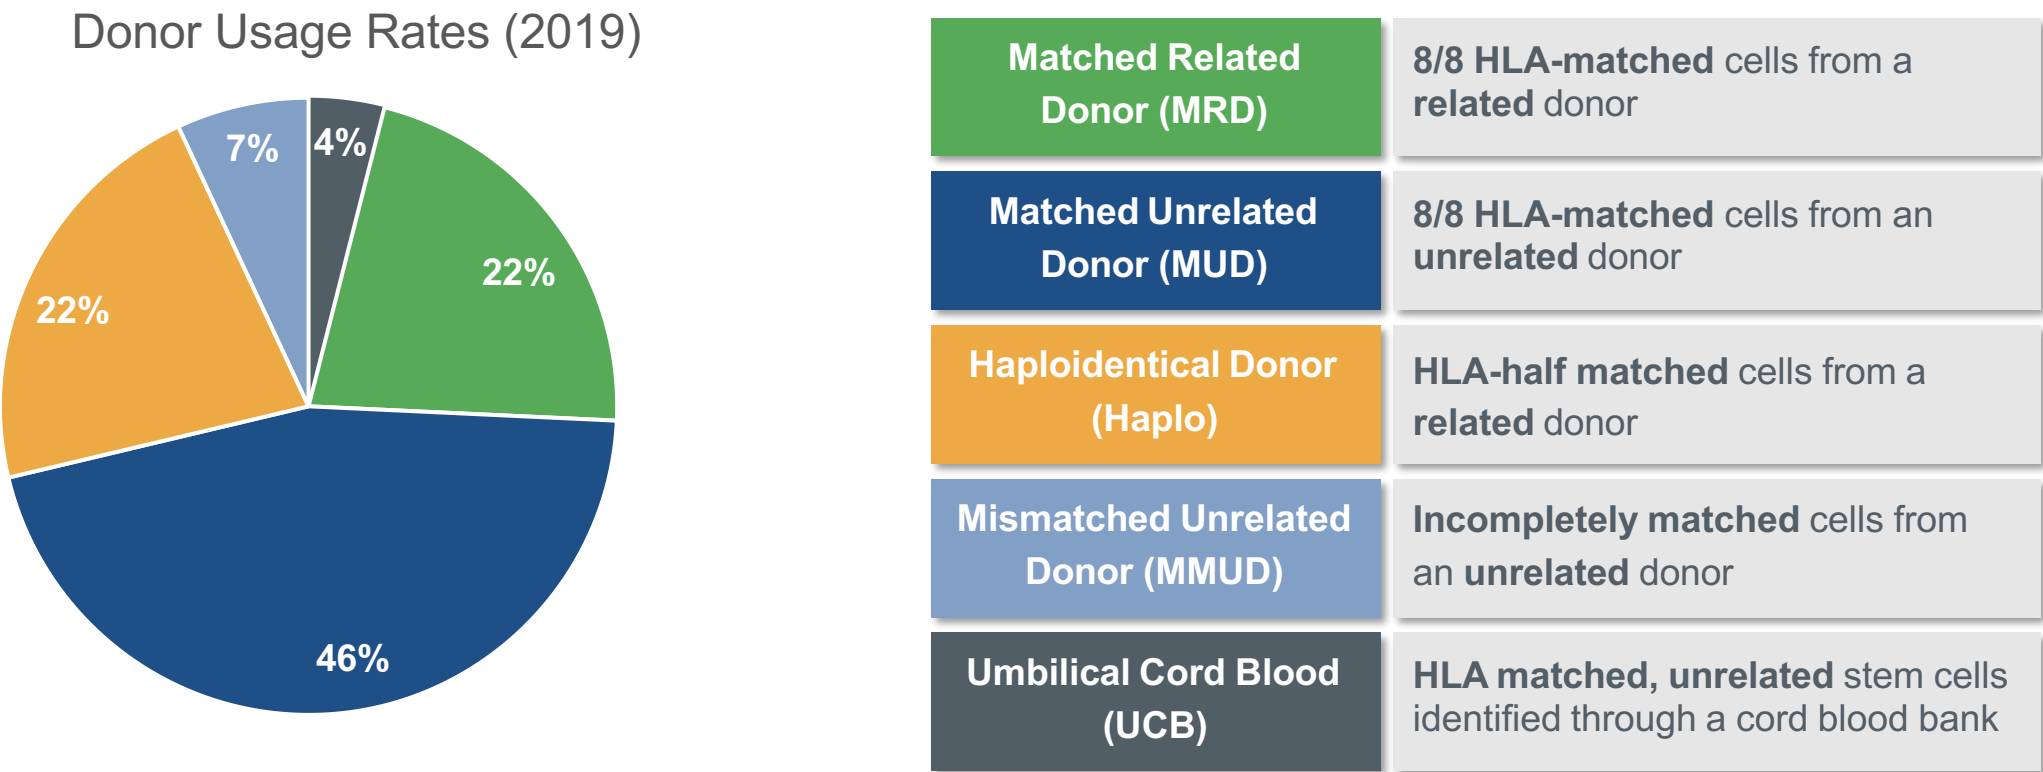 Donor Usage Rates (2019)
7%
4%
22%
22%
46%
Matched Related
Donor (MRD)
8/8 HLA-matched cells from a
related donor
Matched Unrelated
Donor (MUD)
8/8 HLA-matched cells from an
unrelated donor
Haploidentical Donor
(Haplo)
HLA-half matched cells from a
related donor
Mismatched Unrelated
Donor (MMUD)
Incompletely matched cells from
an unrelated donor
Umbilical Cord Blood
(UCB)
HLA matched, unrelated stem cells
identified through a cord blood bank